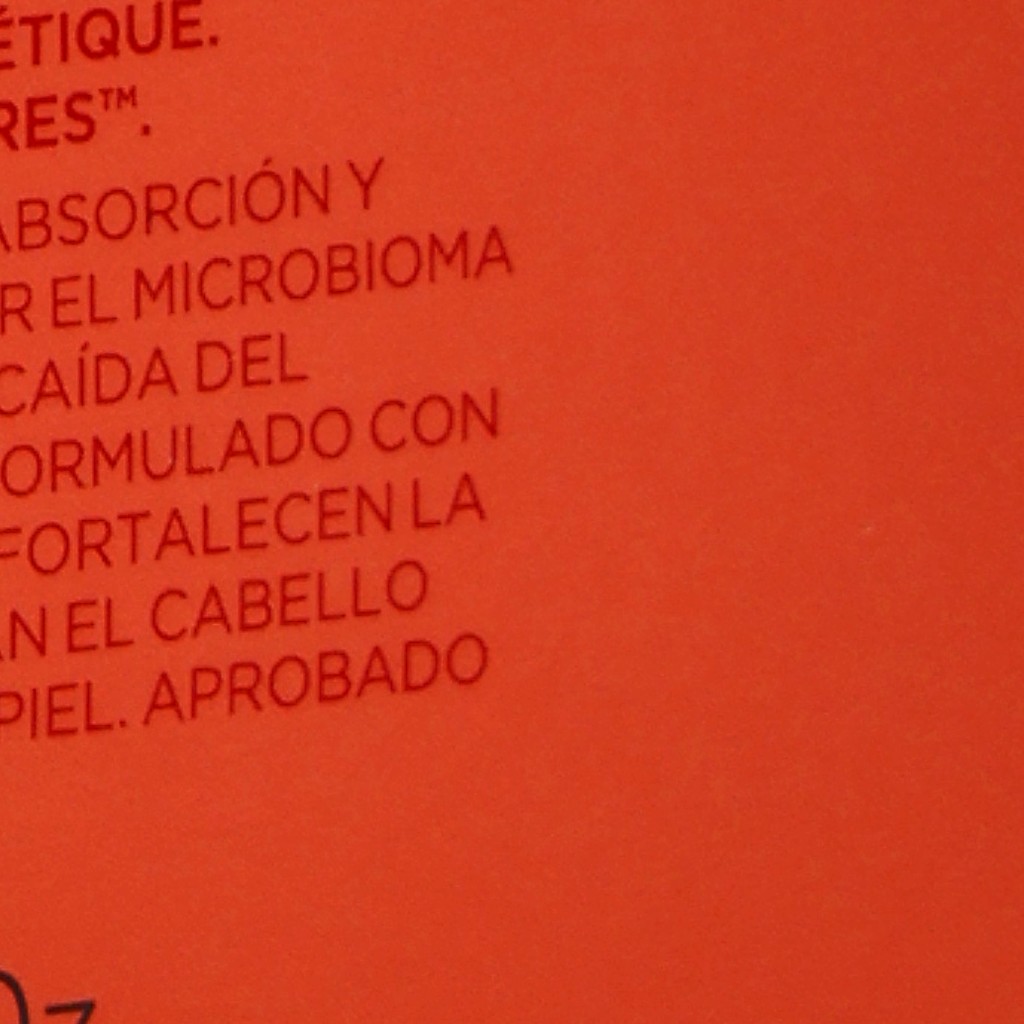 ÉTIQUE.
RES™.
ABSORCIÓN Y
R EL MICROBIOMA
CAÍDA DEL
ORMULADO CON
FORTALECEN LA
AN EL CABELLO
PIEL. APROBADO